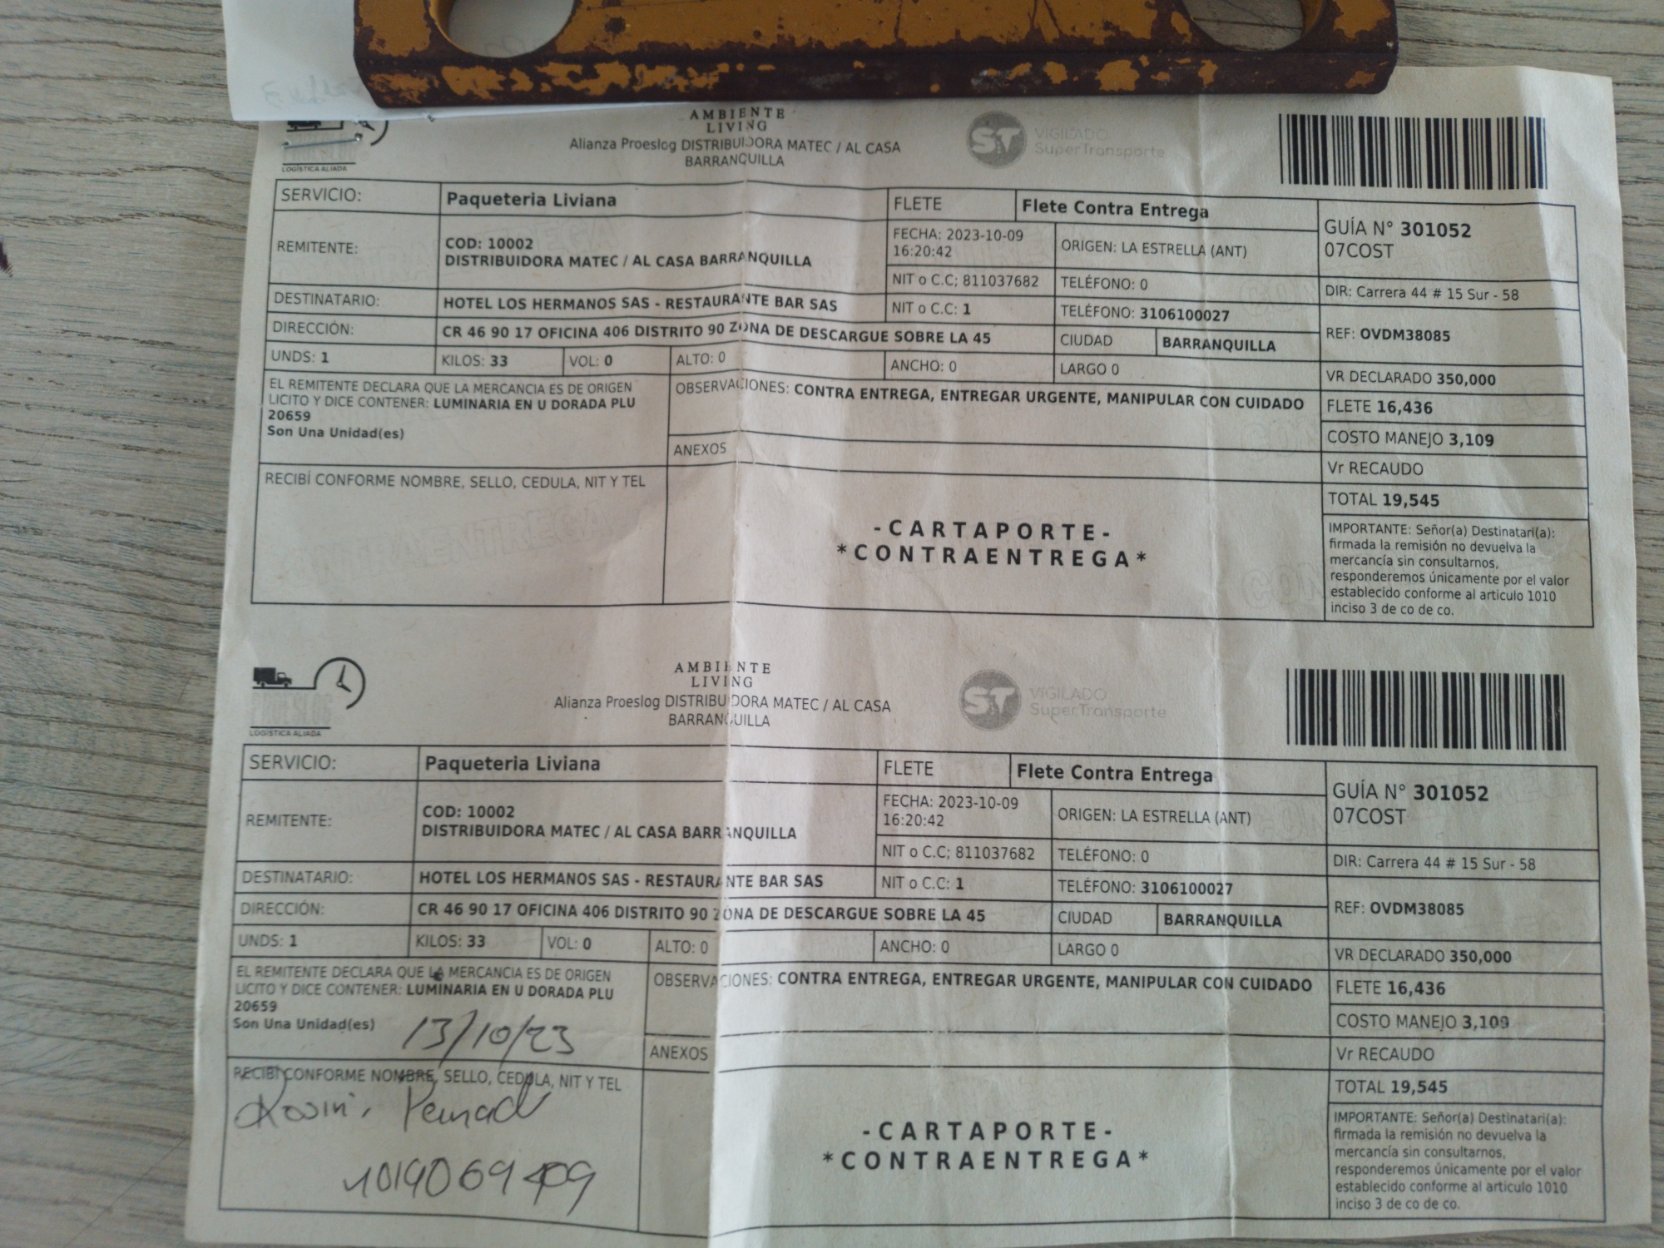 AMBIENTE
LIVING
Alianza Proeslog DISTRIBUIDORA MATEC / AL CASA
BARRANQUILLA
ST VIGILADO
SuperTransporte
LOGÍSTICA ALIADA
SERVICIO: Paqueteria Liviana FLETE Flete Contra Entrega
GUÍA N° 301052
07COST
REMITENTE: COD: 10002
DISTRIBUIDORA MATEC / AL CASA BARRANQUILLA
FECHA: 2023-10-09
16:20:42
ORIGEN: LA ESTRELLA (ANT)
NIT o C.C; 811037682 TELÉFONO: 0 DIR: Carrera 44 # 15 Sur - 58
DESTINATARIO: HOTEL LOS HERMANOS SAS - RESTAURANTE BAR SAS NIT o C.C: 1 TELÉFONO: 3106100027
REF: OVDM38085
DIRECCIÓN: CR 46 90 17 OFICINA 406 DISTRITO 90 ZONA DE DESCARGUE SOBRE LA 45 CIUDAD BARRANQUILLA
UNDS: 1 KILOS: 33 VOL: 0 ALTO: 0 ANCHO: 0 LARGO 0 VR DECLARADO 350,000
EL REMITENTE DECLARA QUE LA MERCANCIA ES DE ORIGEN
LICITO Y DICE CONTENER: LUMINARIA EN U DORADA PLU
20659
Son Una Unidad(es)
OBSERVACIONES: CONTRA ENTREGA, ENTREGAR URGENTE, MANIPULAR CON CUIDADO
FLETE 16,436
COSTO MANEJO 3,109
ANEXOS
Vr RECAUDO
RECIBÍ CONFORME NOMBRE, SELLO, CEDULA, NIT Y TEL
TOTAL 19,545
-CARTAPORTE-
*CONTRAENTREGA*
IMPORTANTE: Señor(a) Destinatari(a):
firmada la remisión no devuelva la
mercancía sin consultarnos,
responderemos únicamente por el valor
establecido conforme al articulo 1010
inciso 3 de co de co.
AMBIENTE
LIVING
Alianza Proeslog DISTRIBUIDORA MATEC / AL CASA
BARRANQUILLA
ST VIGILADO
SuperTransporte
LOGÍSTICA ALIADA
SERVICIO: Paqueteria Liviana FLETE Flete Contra Entrega
GUÍA N° 301052
07COST
REMITENTE: COD: 10002
DISTRIBUIDORA MATEC / AL CASA BARRANQUILLA
FECHA: 2023-10-09
16:20:42
ORIGEN: LA ESTRELLA (ANT)
NIT o C.C; 811037682 TELÉFONO: 0 DIR: Carrera 44 # 15 Sur - 58
DESTINATARIO: HOTEL LOS HERMANOS SAS - RESTAURANTE BAR SAS NIT o C.C: 1 TELÉFONO: 3106100027
REF: OVDM38085
DIRECCIÓN: CR 46 90 17 OFICINA 406 DISTRITO 90 ZONA DE DESCARGUE SOBRE LA 45 CIUDAD BARRANQUILLA
UNDS: 1 KILOS: 33 VOL: 0 ALTO: 0 ANCHO: 0 LARGO 0 VR DECLARADO 350,000
EL REMITENTE DECLARA QUE LA MERCANCIA ES DE ORIGEN
LICITO Y DICE CONTENER: LUMINARIA EN U DORADA PLU
20659
Son Una Unidad(es)
13/10/23
OBSERVACIONES: CONTRA ENTREGA, ENTREGAR URGENTE, MANIPULAR CON CUIDADO
FLETE 16,436
COSTO MANEJO 3,109
ANEXOS
Vr RECAUDO
RECIBÍ CONFORME NOMBRE, SELLO, CEDULA, NIT Y TEL
TOTAL 19,545
-CARTAPORTE-
*CONTRAENTREGA*
IMPORTANTE: Señor(a) Destinatari(a):
firmada la remisión no devuelva la
mercancía sin consultarnos,
responderemos únicamente por el valor
establecido conforme al articulo 1010
inciso 3 de co de co.